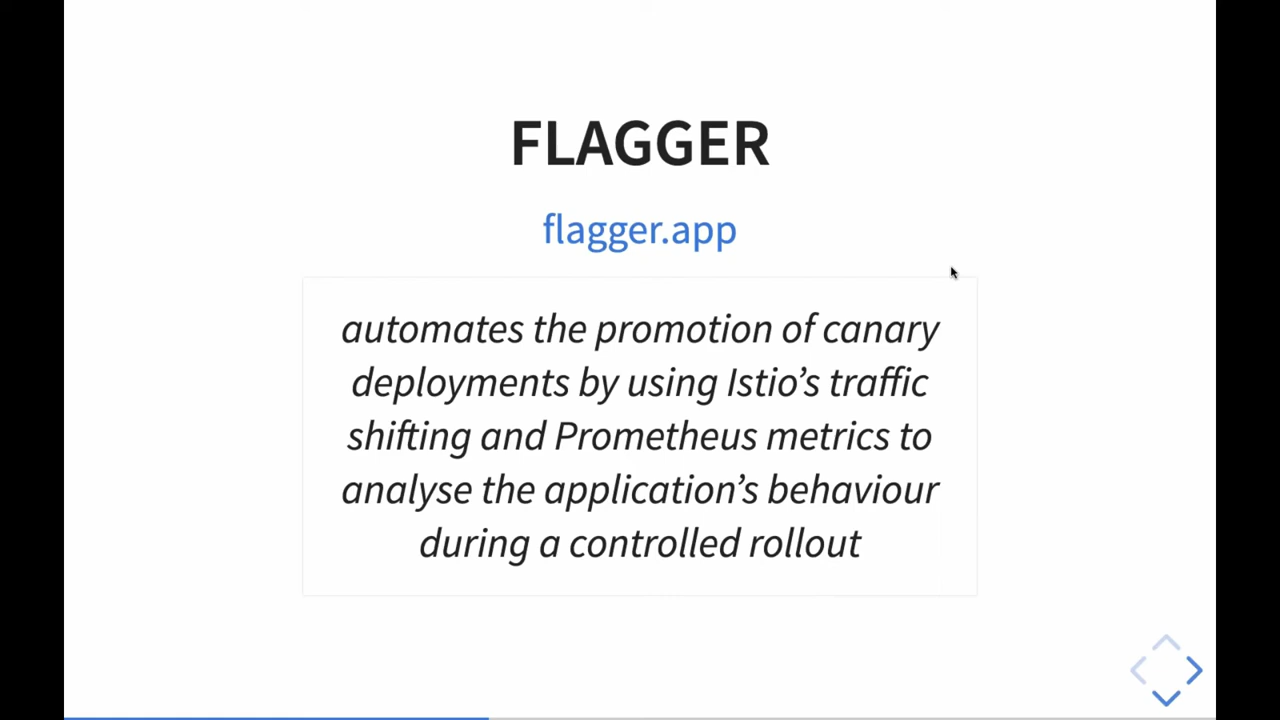 FLAGGER
flagger.app
automates the promotion of canary
deployments by using Istio’s traffic
shifting and Prometheus metrics to
analyse the application’s behaviour
during a controlled rollout